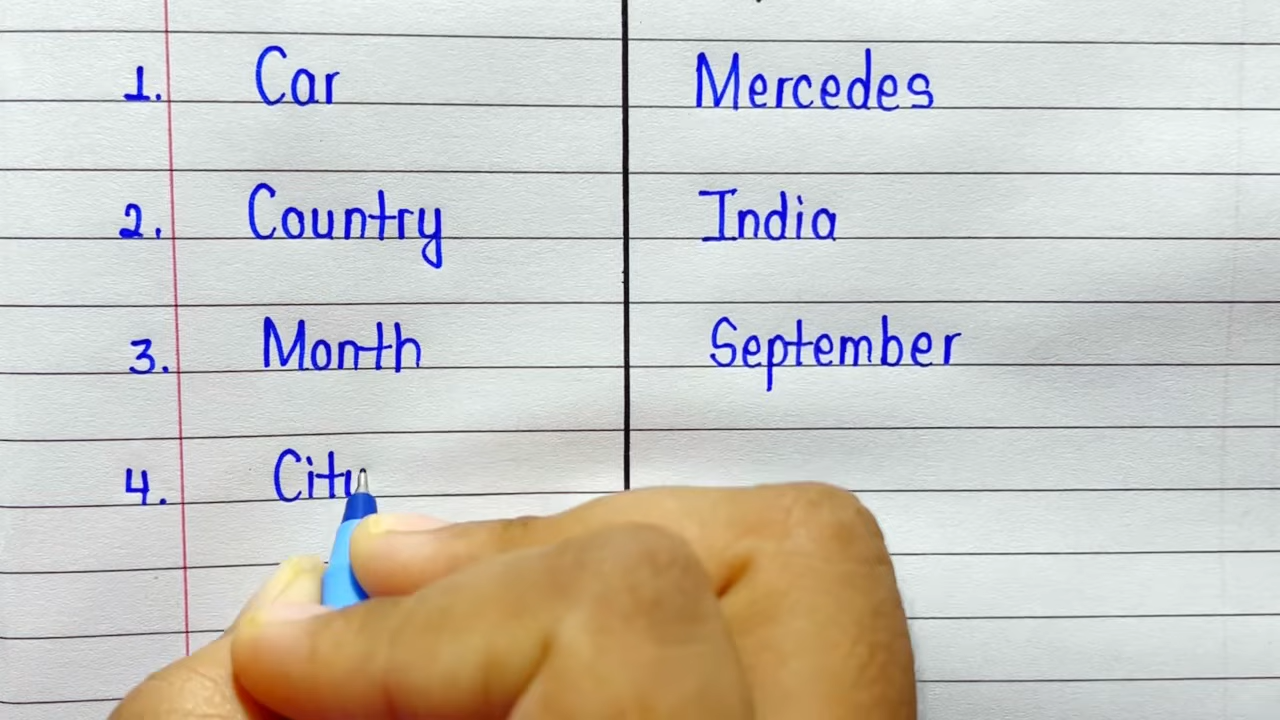 1. Car Mercedes
2. Country India
3. Month September
4. City